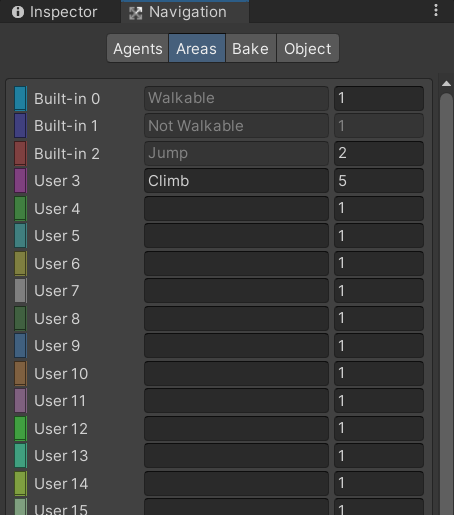 Inspector Navigation
Agents Areas Bake Object
Built-in 0 Walkable 1
Built-in 1 Not Walkable 1
Built-in 2 Jump 2
User 3 Climb 5
User 4 1
User 5 1
User 6 1
User 7 1
User 8 1
User 9 1
User 10 1
User 11 1
User 12 1
User 13 1
User 14 1
User 15 1